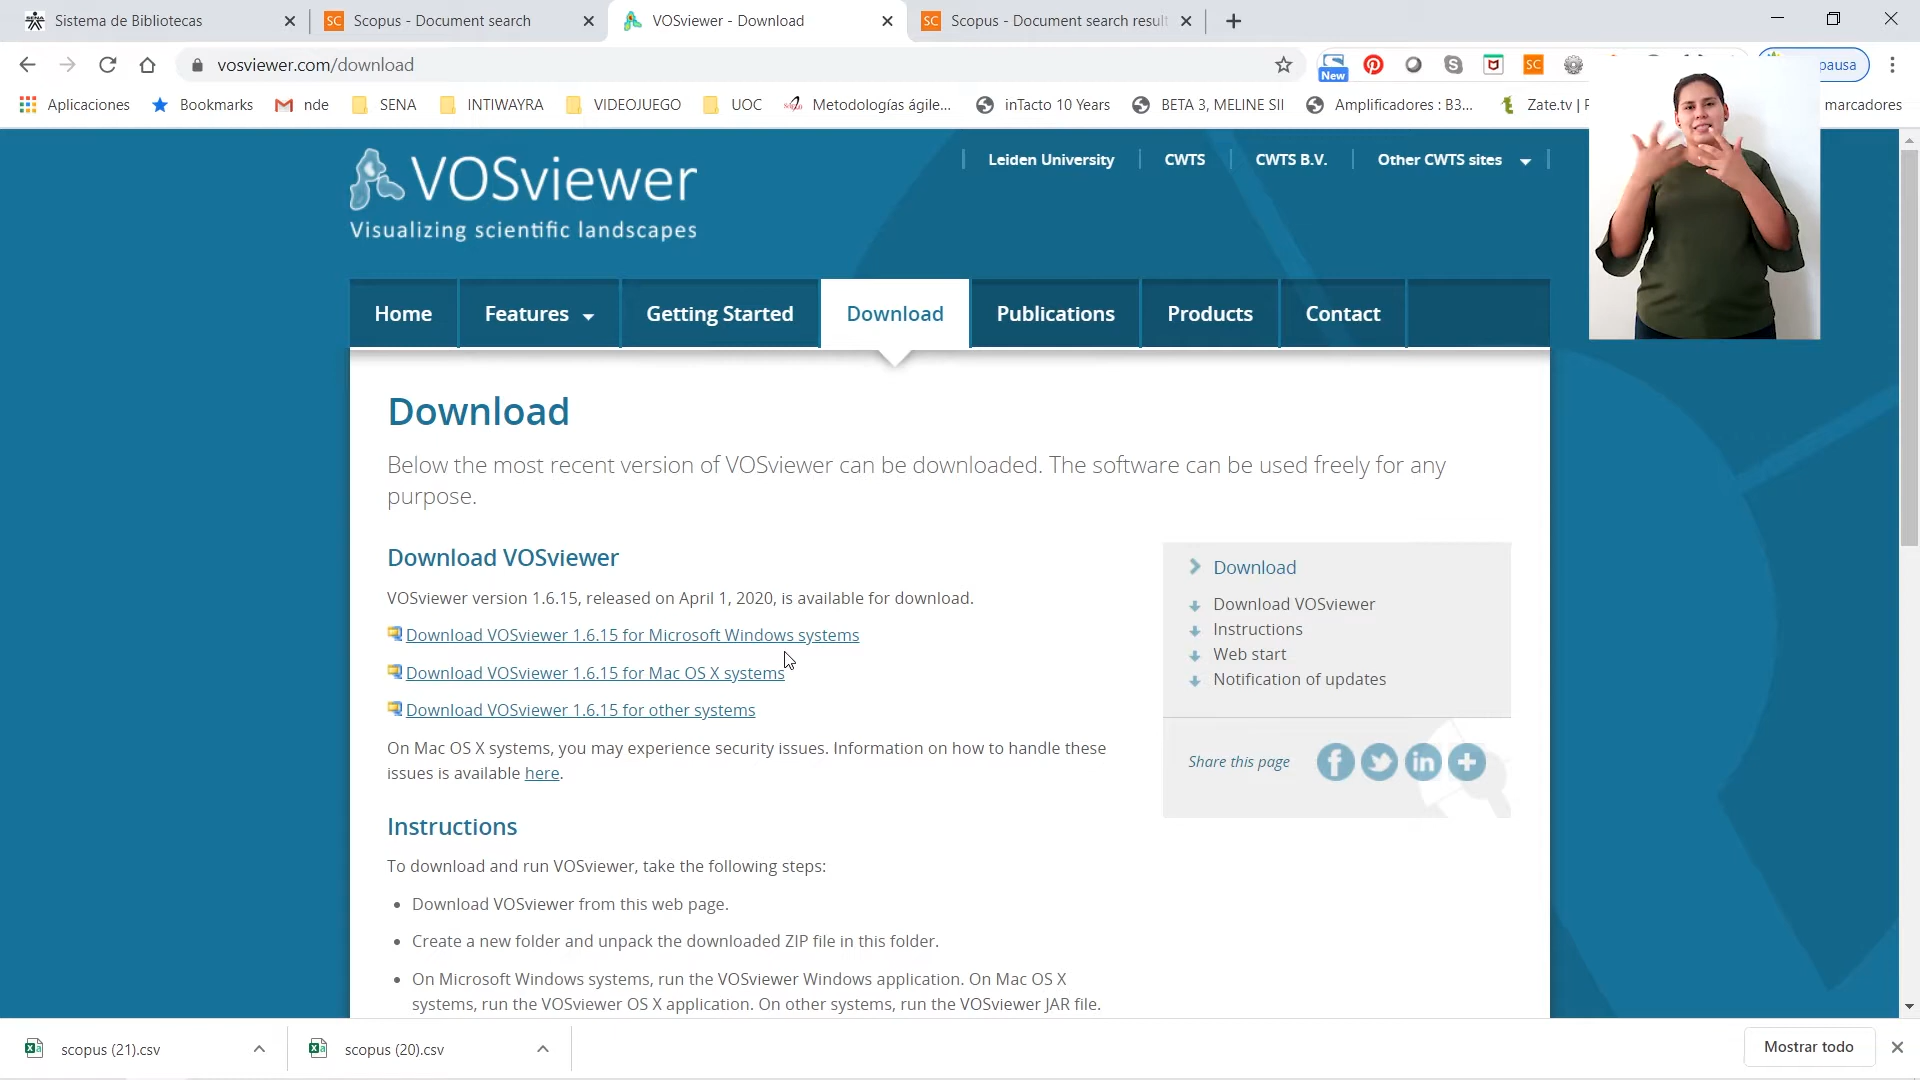 Sistema de Bibliotecas
Scopus - Document search
VOSviewer - Download
Scopus - Document search result
vosviewer.com/download
New
SC
pausa
Aplicaciones
Bookmarks
nde
SENA
INTIWAYRA
VIDEOJUEGO
UOC
Metodologías ágile...
inTacto 10 Years
BETA 3, MELINE SII
Amplificadores : B3...
Zate.tv |
marcadores
VOSviewer
Visualizing scientific landscapes
Leiden University
CWTS
CWTS B.V.
Other CWTS sites
Home
Features
Getting Started
Download
Publications
Products
Contact
Download
Below the most recent version of VOSviewer can be downloaded. The software can be used freely for any
purpose.
Download VOSviewer
VOSviewer version 1.6.15, released on April 1, 2020, is available for download.
Download VOSviewer 1.6.15 for Microsoft Windows systems
Download VOSviewer 1.6.15 for Mac OS X systems
Download VOSviewer 1.6.15 for other systems
On Mac OS X systems, you may experience security issues. Information on how to handle these
issues is available here.
Instructions
To download and run VOSviewer, take the following steps:
• Download VOSviewer from this web page.
• Create a new folder and unpack the downloaded ZIP file in this folder.
• On Microsoft Windows systems, run the VOSviewer Windows application. On Mac OS X
systems, run the VOSviewer OS X application. On other systems, run the VOSviewer JAR file.
Download
Download VOSviewer
Instructions
Web start
Notification of updates
Share this page
scopus (21).csv
scopus (20).csv
Mostrar todo